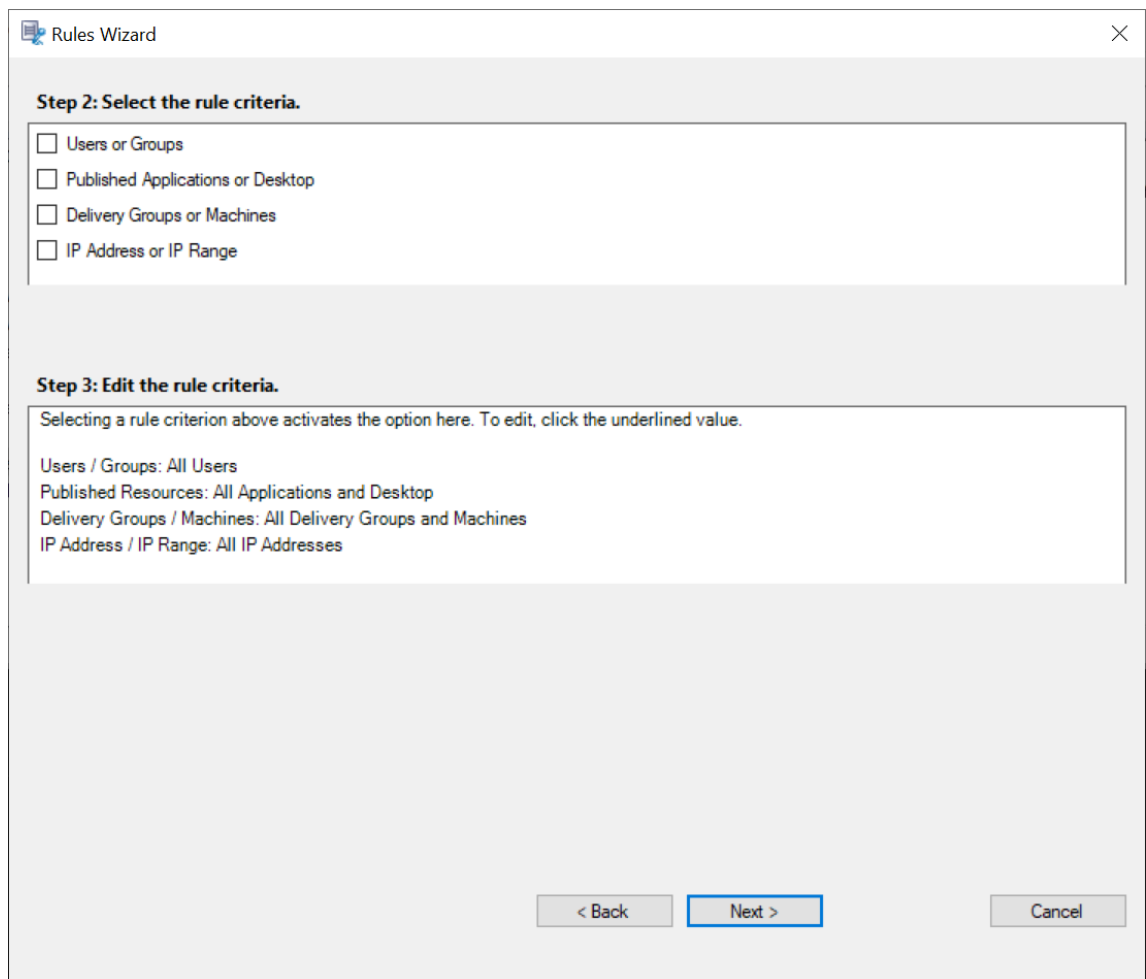 Rules Wizard
Step 2: Select the rule criteria.
Users or Groups
Published Applications or Desktop
Delivery Groups or Machines
IP Address or IP Range
Step 3: Edit the rule criteria.
Selecting a rule criterion above activates the option here. To edit, click the underlined value.
Users / Groups: All Users
Published Resources: All Applications and Desktop
Delivery Groups / Machines: All Delivery Groups and Machines
IP Address / IP Range: All IP Addresses
< Back Next > Cancel